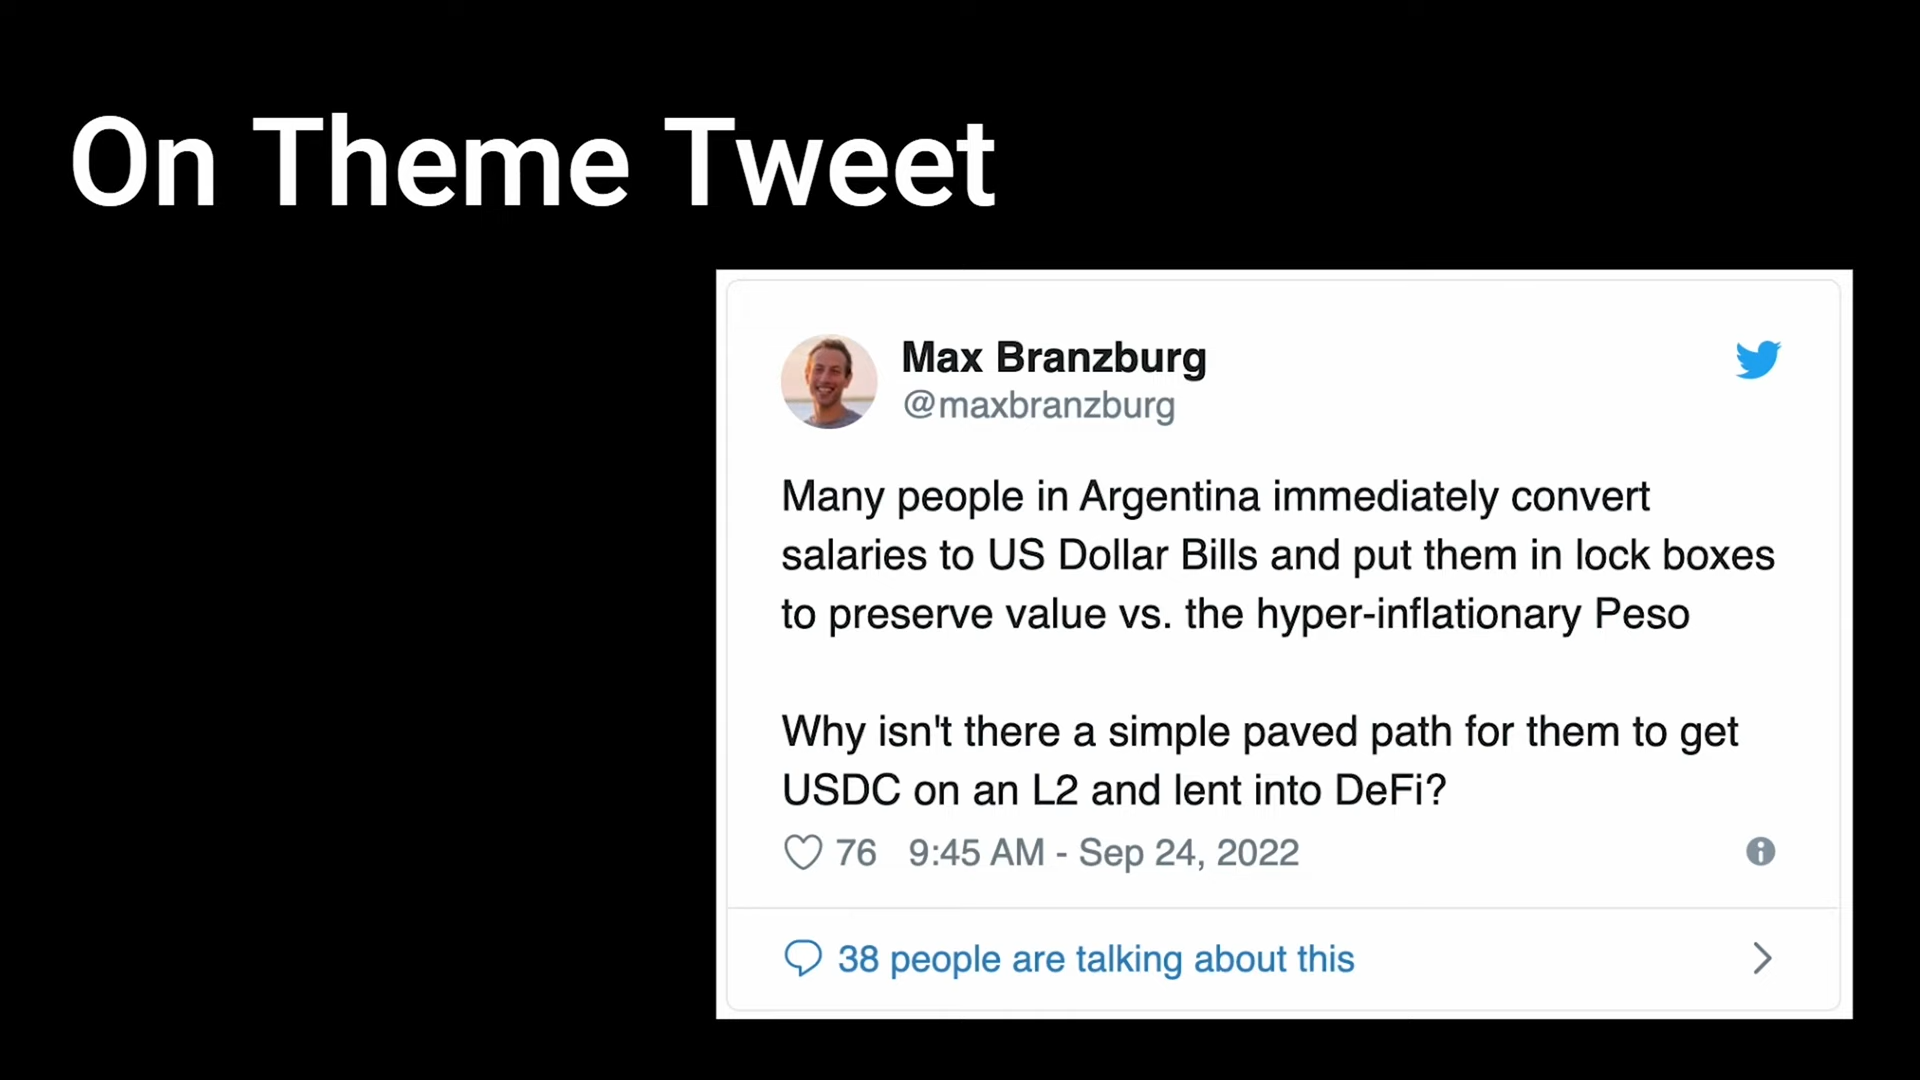 On Theme Tweet
Max Branzburg
@maxbranzburg
Many people in Argentina immediately convert
salaries to US Dollar Bills and put them in lock boxes
to preserve value vs. the hyper-inflationary Peso
Why isn't there a simple paved path for them to get
USDC on an L2 and lent into DeFi?
76 9:45 AM - Sep 24, 2022
38 people are talking about this